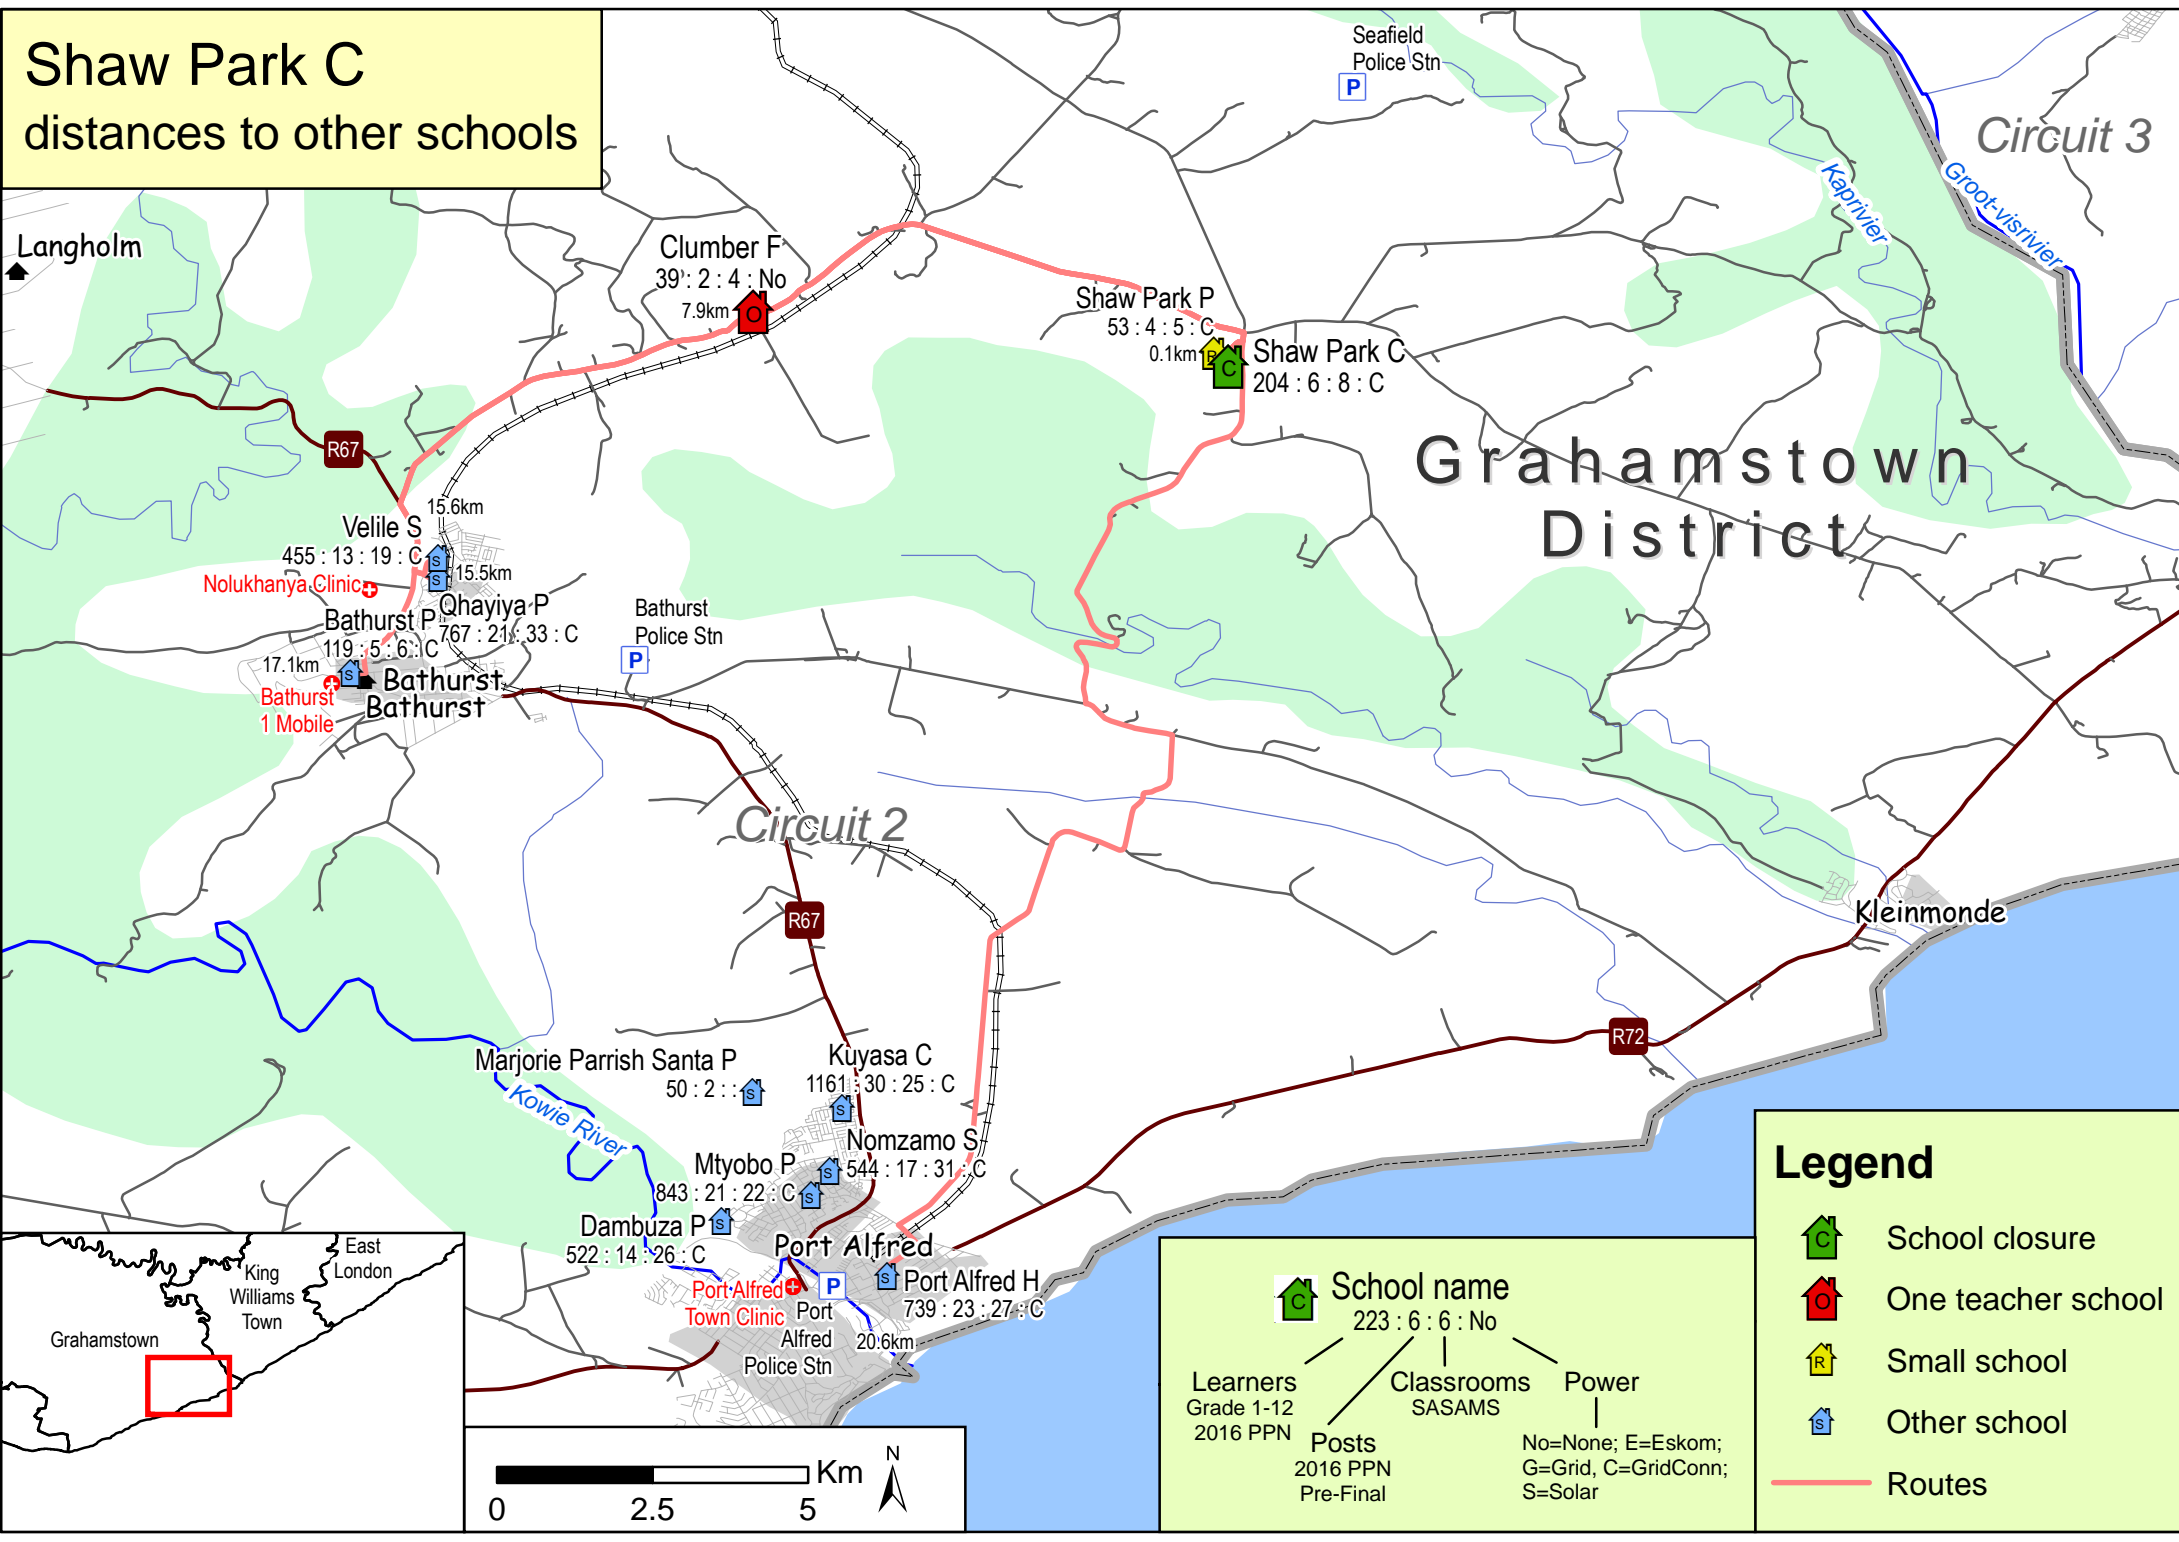 Shaw Park C
distances to other schools
Seafield
Police Stn
P
Circuit 3
Kaprivier
Groot-visrivier
Langholm
Clumber F
39 : 2 : 4 : No
7.9km
O
Shaw Park P
53 : 4 : 5 : C
0.1km
R
C
Shaw Park C
204 : 6 : 8 : C
Grahamstown
District
R67
15.6km
Velile S
455 : 13 : 19 : C
S
S
15.5km
Nolukhanya Clinic
Qhayiya P
767 : 21 : 33 : C
Bathurst P
119 : 5 : 6 : C
17.1km
S
Bathurst
Bathurst
Bathurst
1 Mobile
Bathurst
Police Stn
P
Circuit 2
R67
Kleinmonde
R72
Marjorie Parrish Santa P
50 : 2 : :
S
Kuyasa C
1161 : 30 : 25 : C
S
Kowie River
Nomzamo S
544 : 17 : 31 : C
S
Mtyobo P
843 : 21 : 22 : C
S
Dambuza P
522 : 14 : 26 : C
S
Port Alfred
Port Alfred
Town Clinic
P
Port
Alfred
Police Stn
S
Port Alfred H
739 : 23 : 27 : C
20.6km
East
London
King
Williams
Town
Grahamstown
Km
0 2.5 5
N
C
School name
223 : 6 : 6 : No
Learners
Grade 1-12
2016 PPN
Posts
2016 PPN
Pre-Final
Classrooms
SASAMS
Power
No=None; E=Eskom;
G=Grid, C=GridConn;
S=Solar
Legend
C School closure
O One teacher school
R Small school
S Other school
Routes